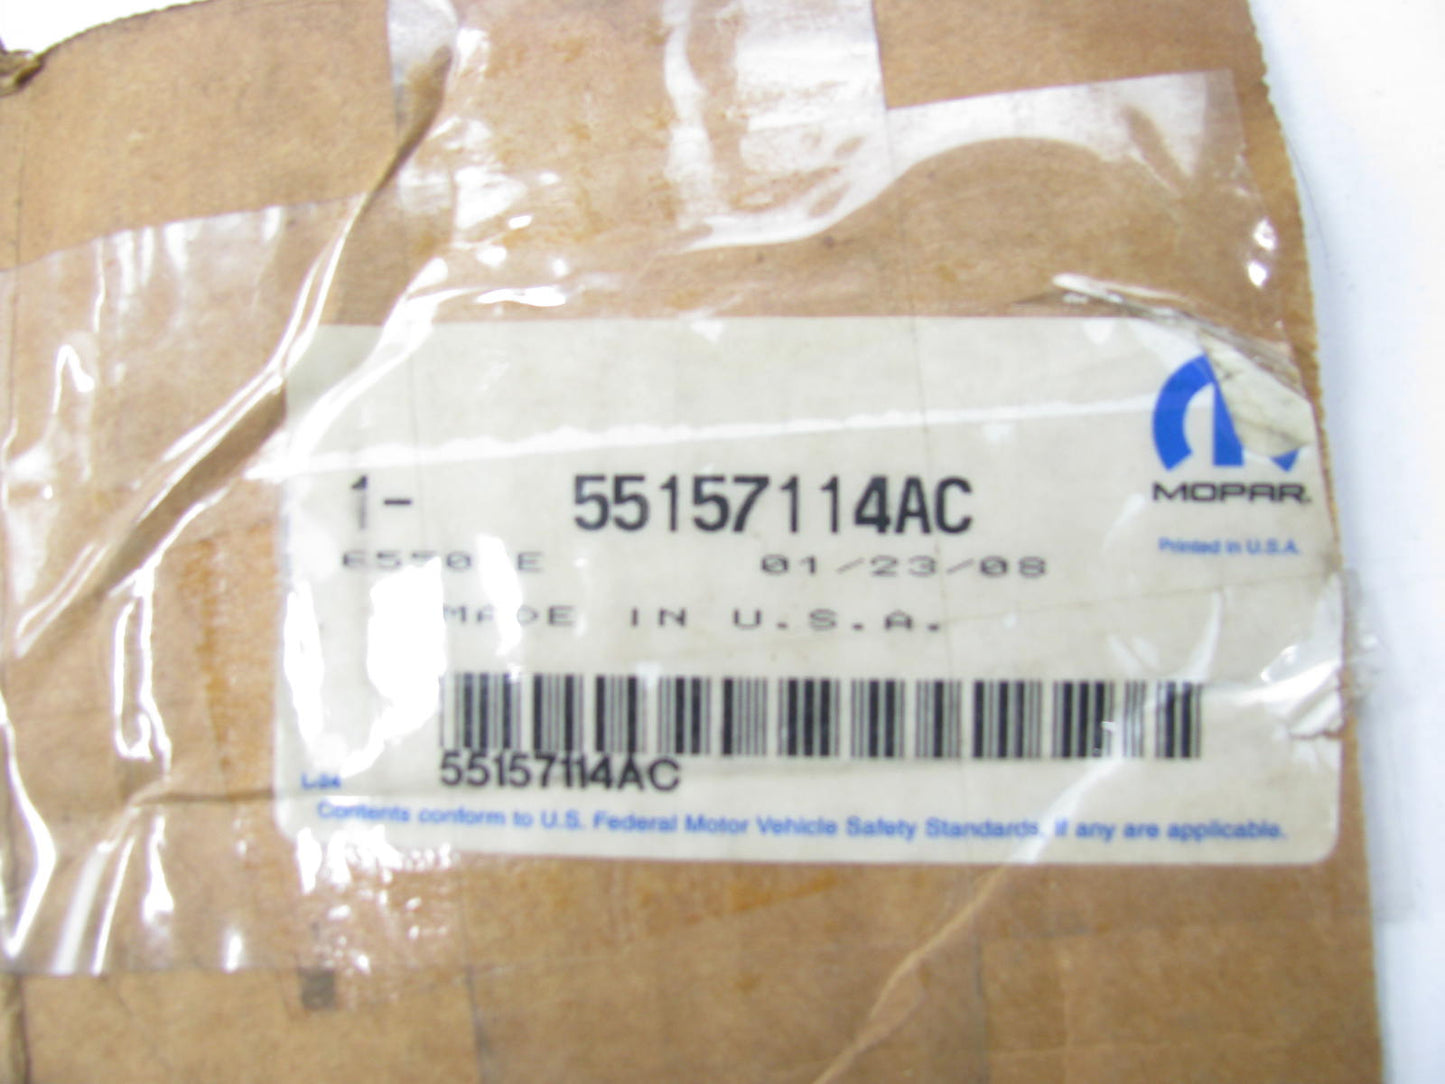 1- 55157114AC
01/23/08
MADE IN U.S.A.
MOPAR
Printed in U.S.A.
55157114AC
Contents conform to U.S. Federal Motor Vehicle Safety Standards, if any are applicable.